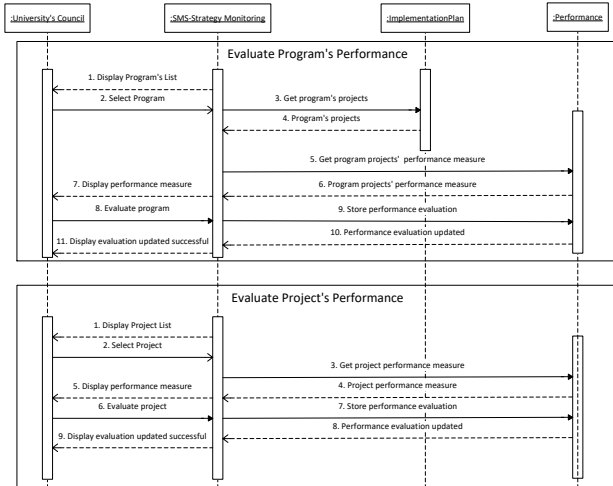 :University's Council
:SMS-Strategy Monitoring
:ImplementationPlan
:Performance
Evaluate Program's Performance
1. Display Program's List
2. Select Program
3. Get program's projects
4. Program's projects
5. Get program projects' performance measure
6. Program projects' performance measure
7. Display performance measure
8. Evaluate program
9. Store performance evaluation
10. Performance evaluation updated
11. Display evaluation updated successful
Evaluate Project's Performance
1. Display Project List
2. Select Project
3. Get project performance measure
4. Project performance measure
5. Display performance measure
6. Evaluate project
7. Store performance evaluation
8. Performance evaluation updated
9. Display evaluation updated successful